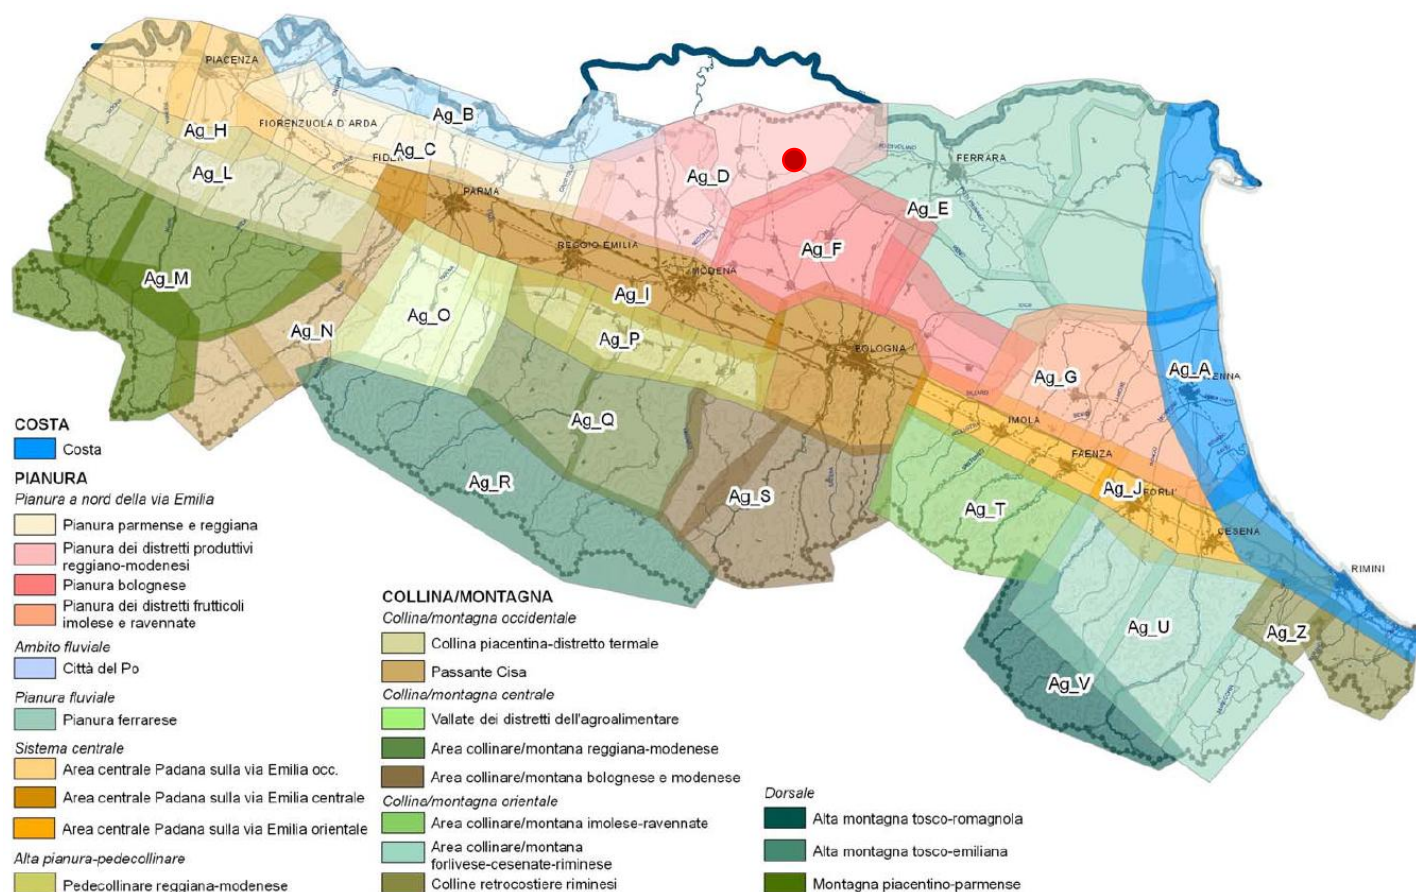 PIACENZA
FIORENZUOLA D'ARDA
PARMA
REGGIO EMILIA
MODENA
BOLOGNA
FERRARA
IMOLA
FAENZA
CESENA
RIMINI
Ag_H
Ag_B
Ag_C
Ag_L
Ag_D
Ag_E
Ag_F
Ag_M
Ag_I
Ag_N
Ag_O
Ag_P
Ag_G
Ag_A
Ag_Q
Ag_R
Ag_S
Ag_T
Ag_J
Ag_U
Ag_V
Ag_Z
COSTA
Costa
PIANURA
Pianura a nord della via Emilia
Pianura parmense e reggiana
Pianura dei distretti produttivi
reggiano-modenesi
Pianura bolognese
Pianura dei distretti frutticoli
imolese e ravennate
Ambito fluviale
Città del Po
Pianura fluviale
Pianura ferrarese
Sistema centrale
Area centrale Padana sulla via Emilia occ.
Area centrale Padana sulla via Emilia centrale
Area centrale Padana sulla via Emilia orientale
Alta pianura-pedecollinare
Pedecollinare reggiana-modenese
COLLINA/MONTAGNA
Collina/montagna occidentale
Collina piacentina-distretto termale
Passante Cisa
Collina/montagna centrale
Vallate dei distretti dell'agroalimentare
Area collinare/montana reggiana-modenese
Area collinare/montana bolognese e modenese
Collina/montagna orientale
Area collinare/montana imolese-ravennate
Area collinare/montana
forlivese-cesenate-riminese
Colline retrocostiere riminesi
Dorsale
Alta montagna tosco-romagnola
Alta montagna tosco-emiliana
Montagna piacentino-parmense